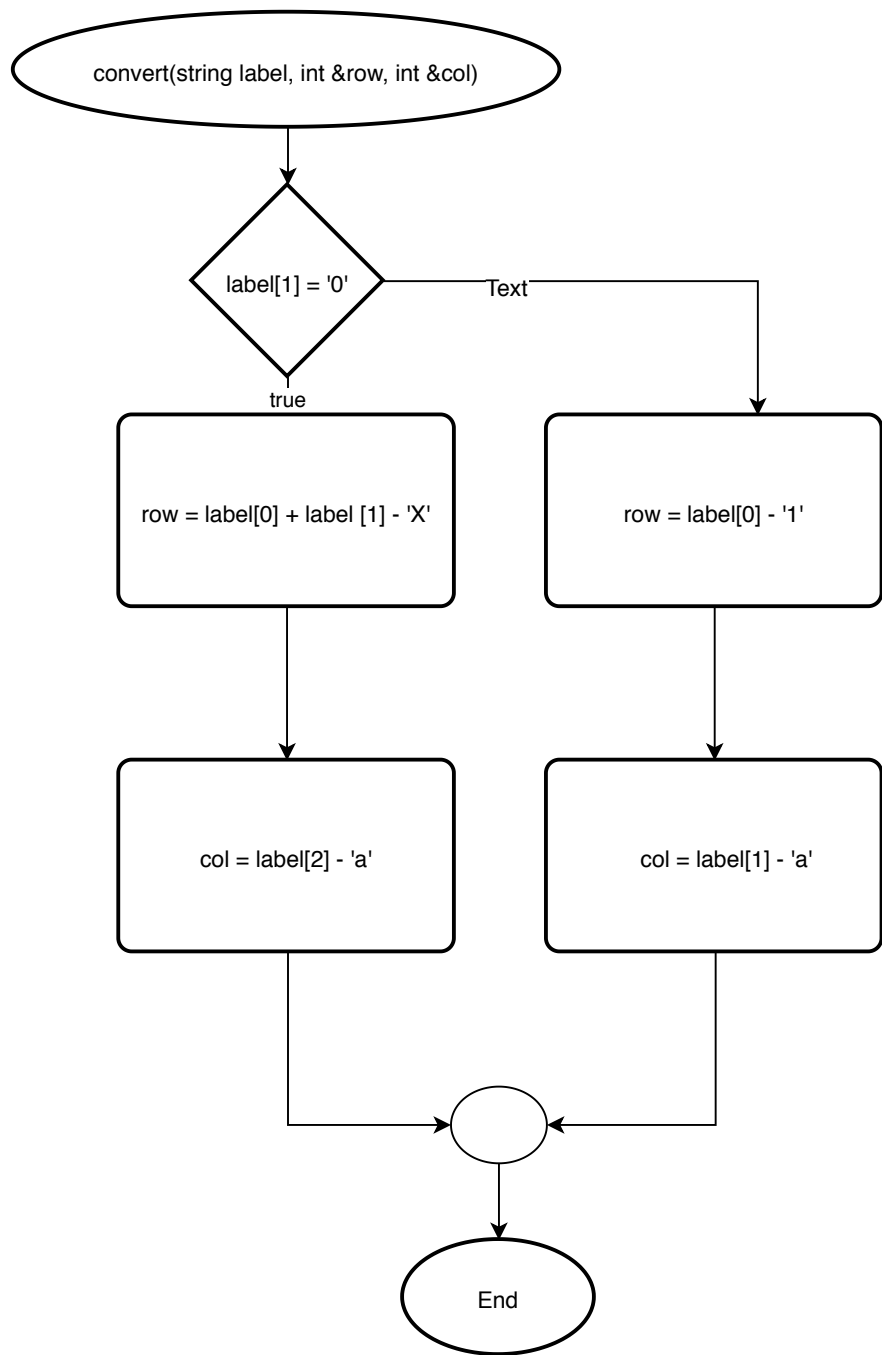 convert(string label, int &row, int &col)
label[1] = '0'
Text
true
row = label[0] + label [1] - 'X'
row = label[0] - '1'
col = label[2] - 'a'
col = label[1] - 'a'
End